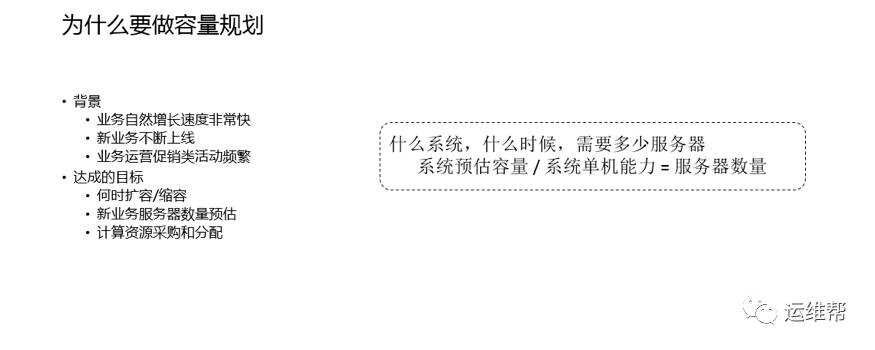 为什么要做容量规划
• 背景
• 业务自然增长速度非常快
• 新业务不断上线
• 业务运营促销类活动频繁
• 达成的目标
• 何时扩容/缩容
• 新业务服务器数量预估
• 计算资源采购和分配
什么系统，什么时候，需要多少服务器
系统预估容量 / 系统单机能力 = 服务器数量
运维帮